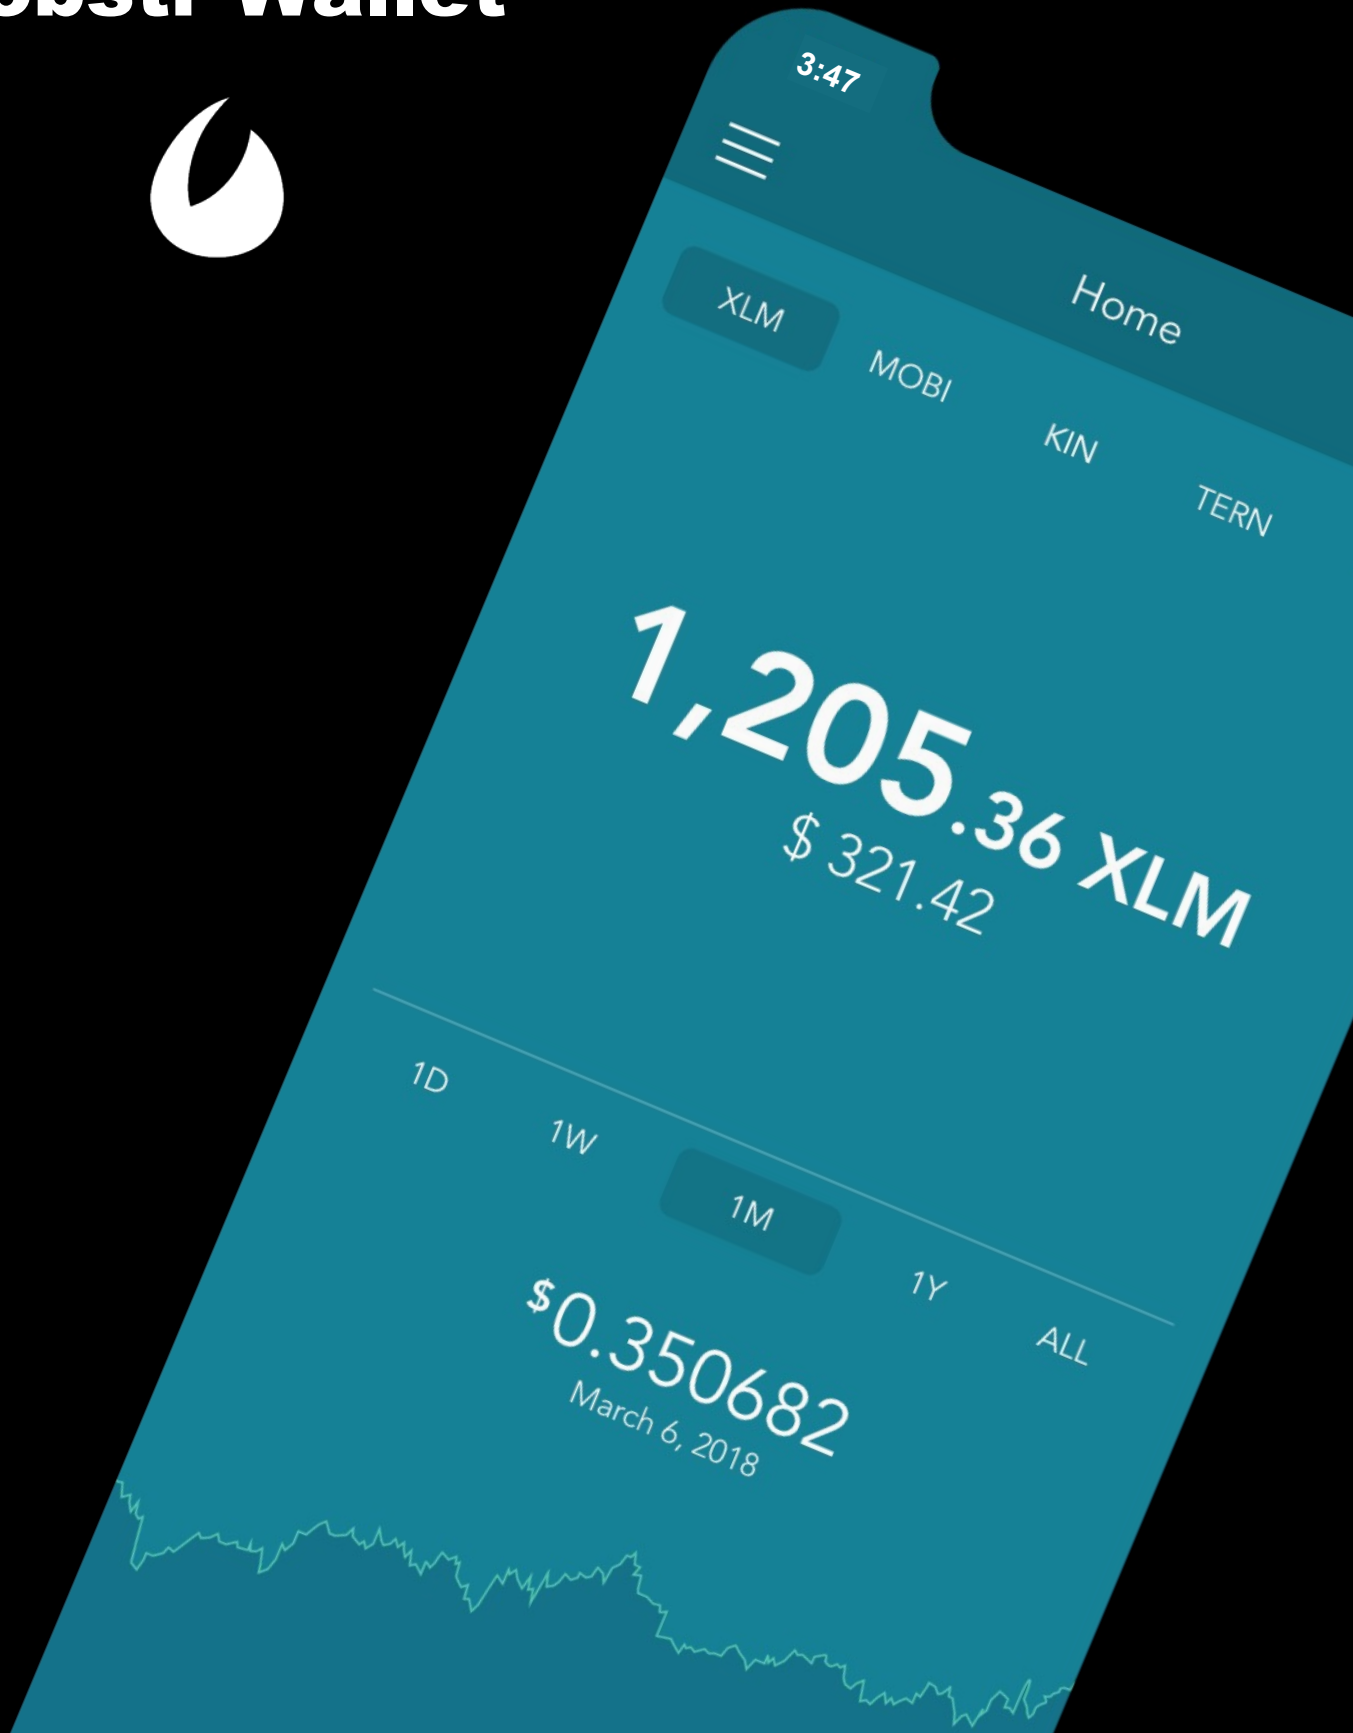 3:47
Home
XLM MOBI KIN TERN
1,205.36 XLM
$ 321.42
1D 1W 1M 1Y ALL
$0.350682
March 6, 2018